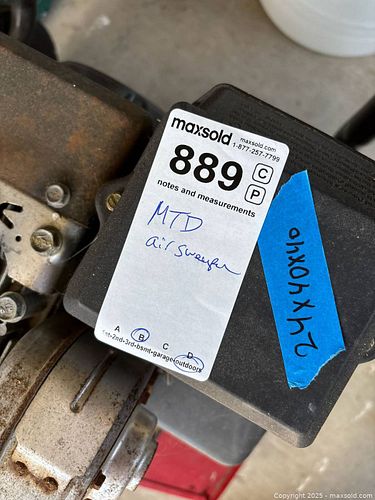 maxsold maxsold.com
1-877-257-7799
889 C
P
notes and measurements
MTD
air sweeper
A B C D
1st-2nd-3rd-bsmt-garage-outdoors
24X40X40
Copyright 2025 - maxsold.com